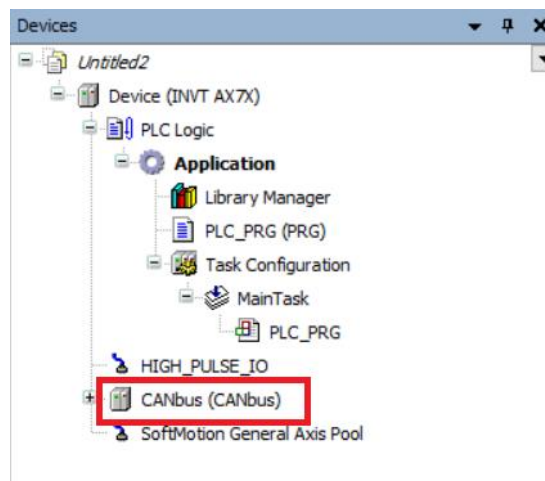 Devices
Untitled2
Device (INVT AX7X)
PLC Logic
Application
Library Manager
PLC_PRG (PRG)
Task Configuration
MainTask
PLC_PRG
HIGH_PULSE_IO
CANbus (CANbus)
SoftMotion General Axis Pool